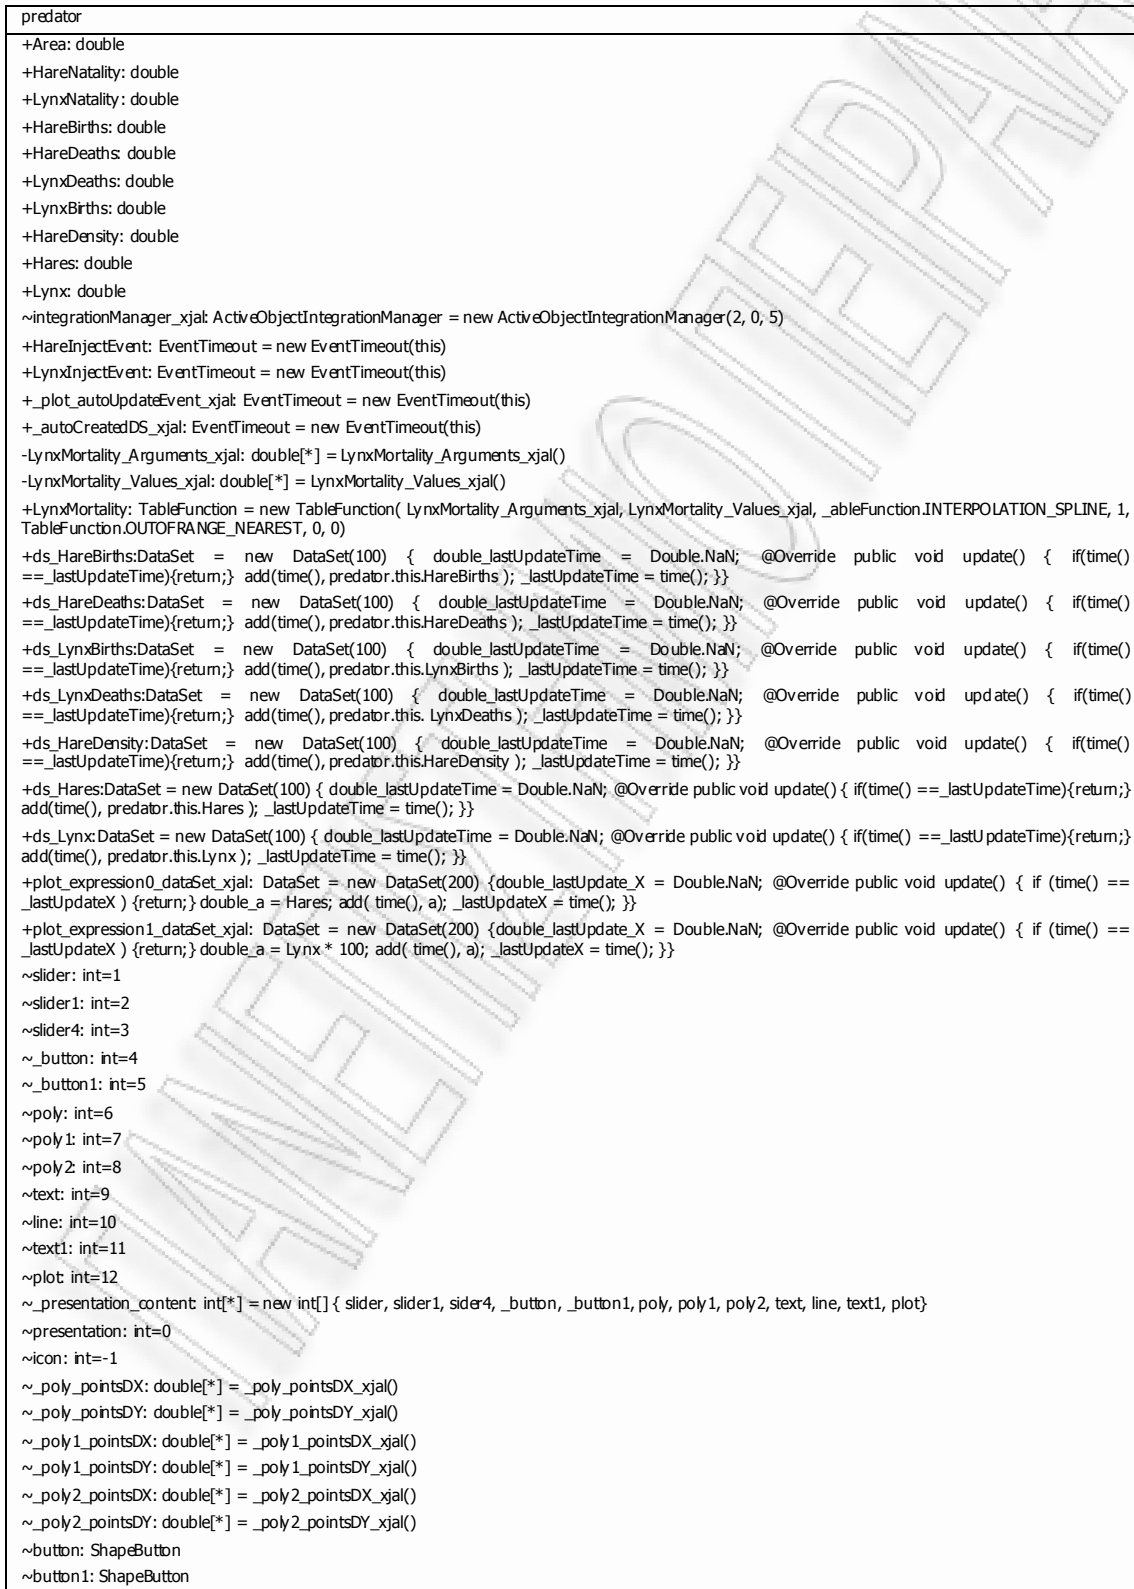 predator
+Area: double
+HareNatality: double
+LynxNatality: double
+HareBirths: double
+HareDeaths: double
+LynxDeaths: double
+LynxBirths: double
+HareDensity: double
+Hares: double
+Lynx: double
~integrationManager_xjal: ActiveObjectIntegrationManager = new ActiveObjectIntegrationManager(2, 0, 5)
+HareInjectEvent: EventTimeout = new EventTimeout(this)
+LynxInjectEvent: EventTimeout = new EventTimeout(this)
+_plot_autoUpdateEvent_xjal: EventTimeout = new EventTimeout(this)
+_autoCreatedDS_xjal: EventTimeout = new EventTimeout(this)
-LynxMortality_Arguments_xjal: double[*] = LynxMortality_Arguments_xjal()
-LynxMortality_Values_xjal: double[*] = LynxMortality_Values_xjal()
+LynxMortality: TableFunction = new TableFunction( LynxMortality_Arguments_xjal, LynxMortality_Values_xjal, _ableFunction.INTERPOLATION_SPLINE, 1,
TableFunction.OUTOFRANGE_NEAREST, 0, 0)
+ds_HareBirths:DataSet = new DataSet(100) { double_lastUpdateTime = Double.NaN; @Override public void update() { if(time()
==_lastUpdateTime){return;} add(time(), predator.this.HareBirths ); _lastUpdateTime = time(); }}
+ds_HareDeaths:DataSet = new DataSet(100) { double_lastUpdateTime = Double.NaN; @Override public void update() { if(time()
==_lastUpdateTime){return;} add(time(), predator.this.HareDeaths ); _lastUpdateTime = time(); }}
+ds_LynxBirths:DataSet = new DataSet(100) { double_lastUpdateTime = Double.NaN; @Override public void update() { if(time()
==_lastUpdateTime){return;} add(time(), predator.this.LynxBirths ); _lastUpdateTime = time(); }}
+ds_LynxDeaths:DataSet = new DataSet(100) { double_lastUpdateTime = Double.NaN; @Override public void update() { if(time()
==_lastUpdateTime){return;} add(time(), predator.this. LynxDeaths ); _lastUpdateTime = time(); }}
+ds_HareDensity:DataSet = new DataSet(100) { double_lastUpdateTime = Double.NaN; @Override public void update() { if(time()
==_lastUpdateTime){return;} add(time(), predator.this.HareDensity ); _lastUpdateTime = time(); }}
+ds_Hares:DataSet = new DataSet(100) { double_lastUpdateTime = Double.NaN; @Override public void update() { if(time() ==_lastUpdateTime){return;}
add(time(), predator.this.Hares ); _lastUpdateTime = time(); }}
+ds_Lynx:DataSet = new DataSet(100) { double_lastUpdateTime = Double.NaN; @Override public void update() { if(time() ==_lastUpdateTime){return;}
add(time(), predator.this.Lynx ); _lastUpdateTime = time(); }}
+plot_expression0_dataSet_xjal: DataSet = new DataSet(200) {double_lastUpdate_X = Double.NaN; @Override public void update() { if (time() ==
_lastUpdateX ) {return;} double_a = Hares; add( time(), a); _lastUpdateX = time(); }}
+plot_expression1_dataSet_xjal: DataSet = new DataSet(200) {double_lastUpdate_X = Double.NaN; @Override public void update() { if (time() ==
_lastUpdateX ) {return;} double_a = Lynx * 100; add( time(), a); _lastUpdateX = time(); }}
~slider: int=1
~slider1: int=2
~slider4: int=3
~_button: int=4
~_button1: int=5
~poly: int=6
~poly1: int=7
~poly2: int=8
~text: int=9
~line: int=10
~text1: int=11
~plot: int=12
~_presentation_content: int[*] = new int[] { slider, slider1, sider4, _button, _button1, poly, poly1, poly2, text, line, text1, plot}
~presentation: int=0
~icon: int=-1
~_poly_pointsDX: double[*] = _poly_pointsDX_xjal()
~_poly_pointsDY: double[*] = _poly_pointsDY_xjal()
~_poly1_pointsDX: double[*] = _poly1_pointsDX_xjal()
~_poly1_pointsDY: double[*] = _poly1_pointsDY_xjal()
~_poly2_pointsDX: double[*] = _poly2_pointsDX_xjal()
~_poly2_pointsDY: double[*] = _poly2_pointsDY_xjal()
~button: ShapeButton
~button1: ShapeButton
ΠΑΝΕΠΙΣΤΗΜΙΟ ΠΕΙΡΑΙ